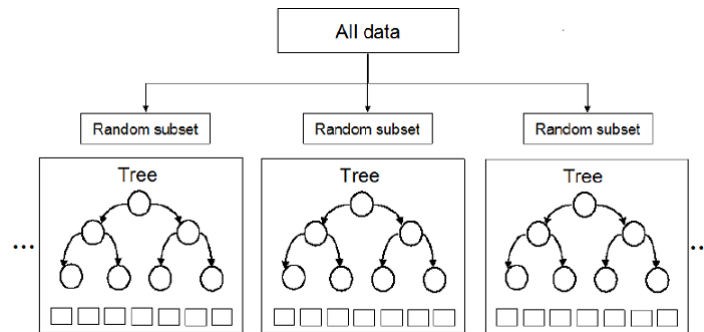 All data
Random subset
Random subset
Random subset
Tree
Tree
Tree
...
...